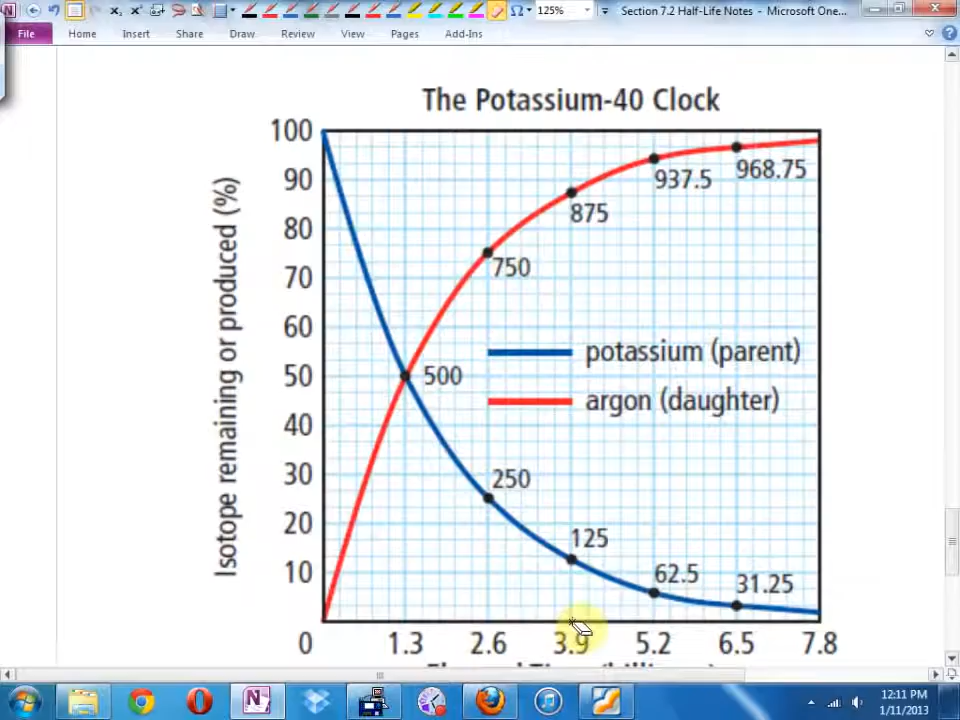 125%
Section 7.2 Half-Life Notes - Microsoft One...
File Home Insert Share Draw Review View Pages Add-Ins
The Potassium-40 Clock
Isotope remaining or produced (%)
100
90
80
70
60
50
40
30
20
10
0 1.3 2.6 3.9 5.2 6.5 7.8
968.75
937.5
875
750
500
potassium (parent)
argon (daughter)
250
125
62.5
31.25
12:11 PM
1/11/2013